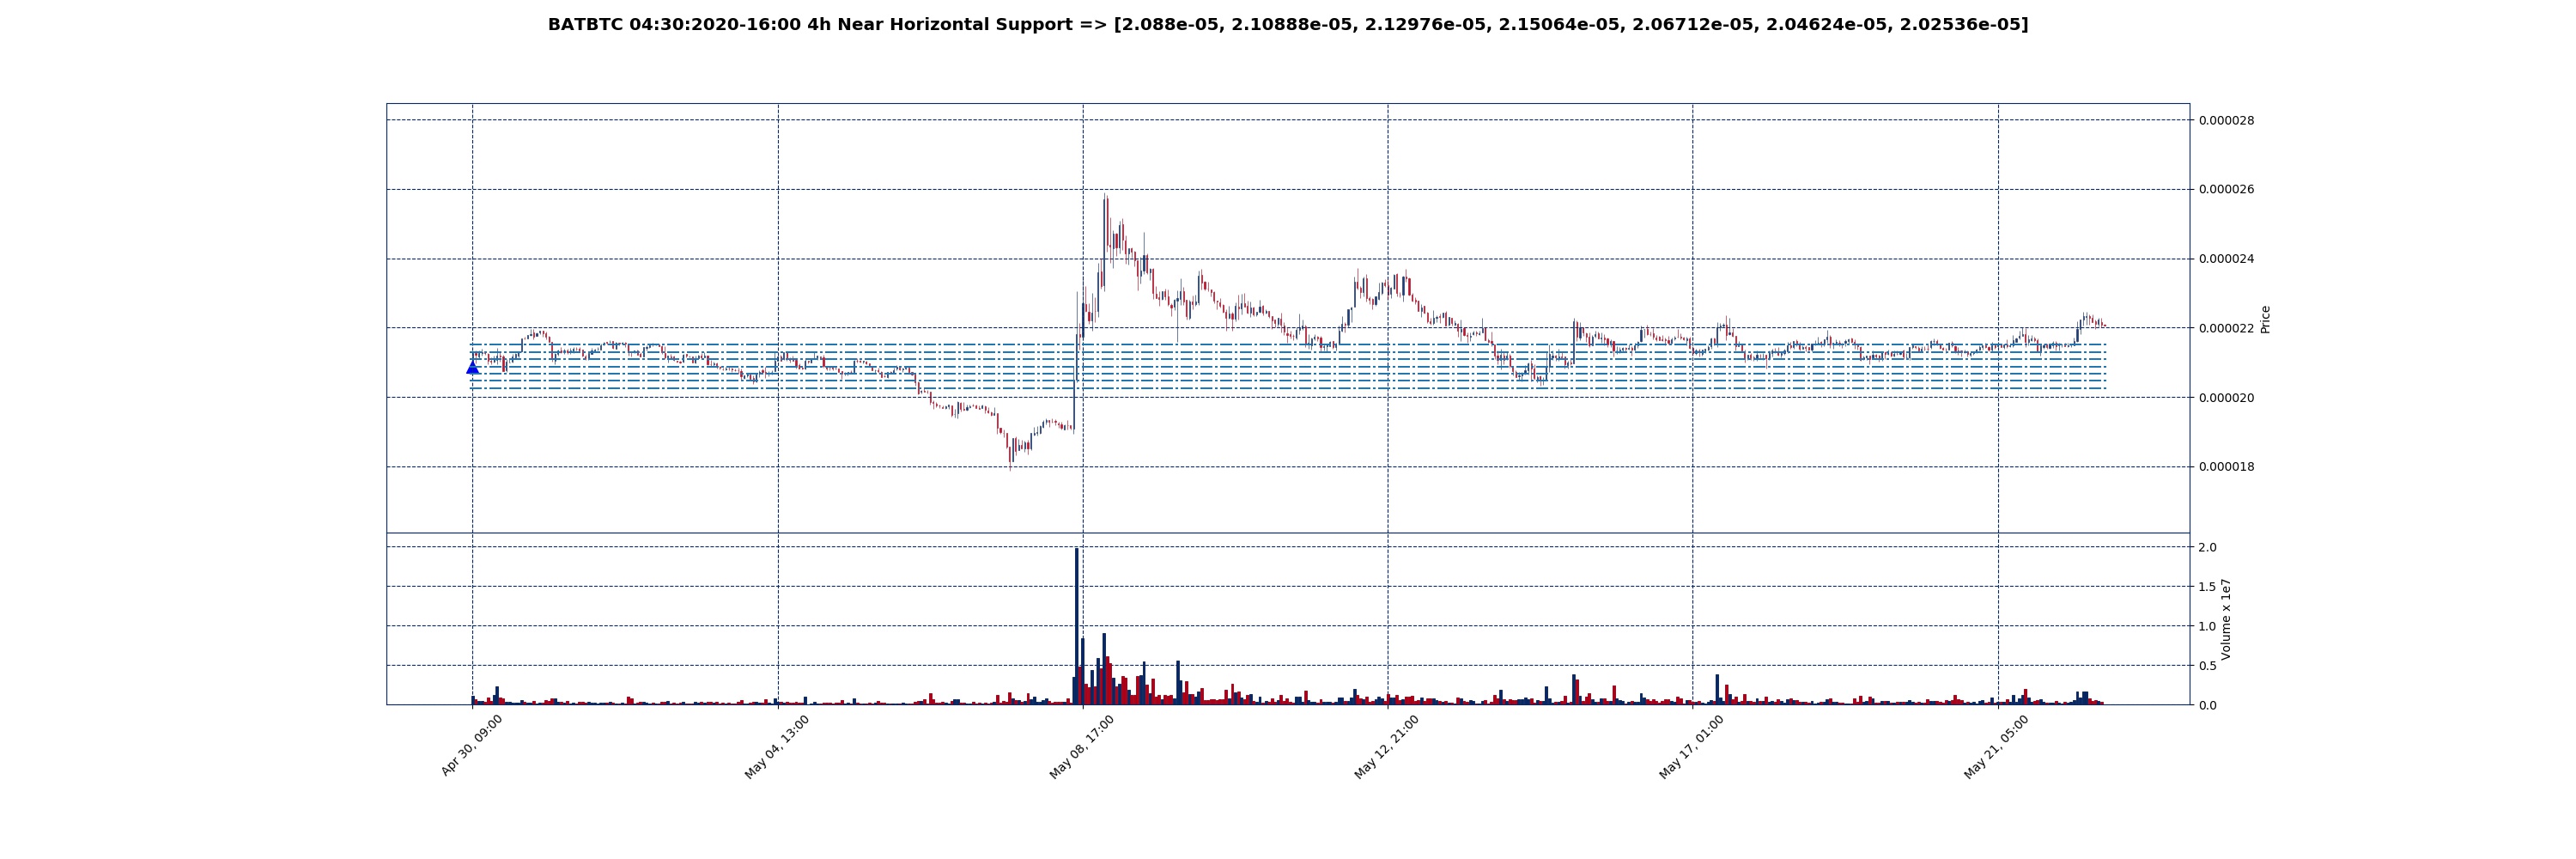 BATBTC 04:30:2020-16:00 4h Near Horizontal Support => [2.088e-05, 2.10888e-05, 2.12976e-05, 2.15064e-05, 2.06712e-05, 2.04624e-05, 2.02536e-05]
0.000028
0.000026
0.000024
0.000022
0.000020
0.000018
Price
2.0
1.5
1.0
0.5
0.0
Volume x 1e7
Apr 30, 09:00
May 04, 13:00
May 08, 17:00
May 12, 21:00
May 17, 01:00
May 21, 05:00